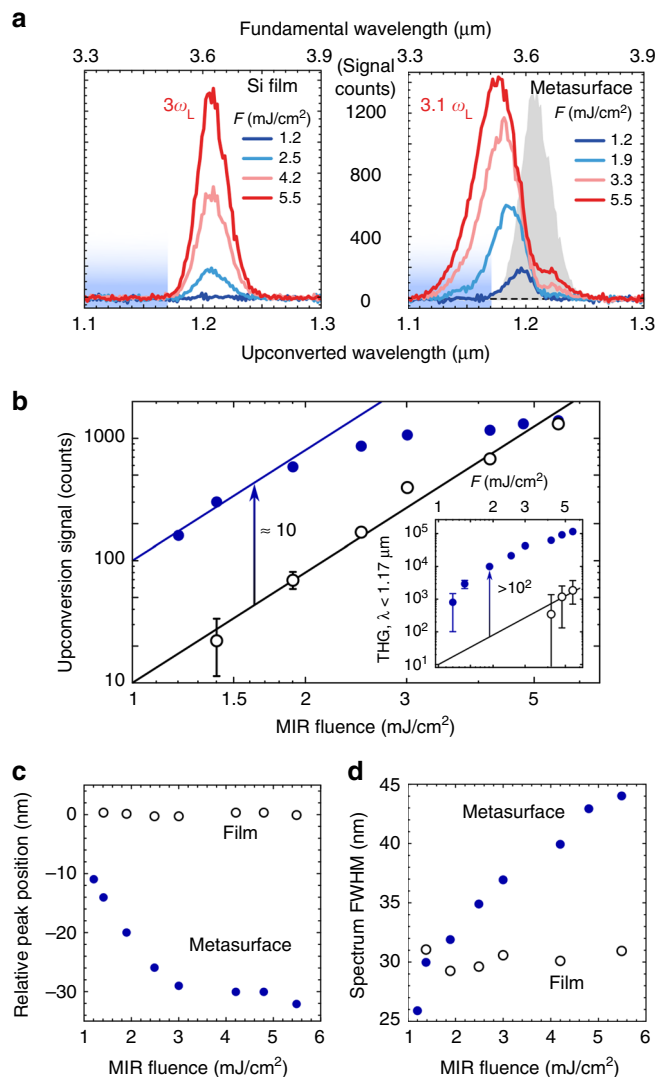 a
Fundamental wavelength (μm)
3.3 3.6 3.9 3.3 3.6 3.9
(Signal counts)
Si film
3ωL
F (mJ/cm²)
1.2
2.5
4.2
5.5
1200
800
400
0
Metasurface
3.1 ωL
F (mJ/cm²)
1.2
1.9
3.3
5.5
1.1 1.2 1.3 1.1 1.2 1.3
Upconverted wavelength (μm)
b
Upconversion signal (counts)
1000
100
10
≈ 10
1 1.5 2 3 5
MIR fluence (mJ/cm²)
F (mJ/cm²)
1 2 3 5
THG, λ < 1.17 μm
10⁵
10⁴
10³
10²
10¹
>10²
c
Relative peak position (nm)
0
−10
−20
−30
Film
Metasurface
1 2 3 4 5 6
MIR fluence (mJ/cm²)
d
Spectrum FWHM (nm)
45
40
35
30
25
Metasurface
Film
1 2 3 4 5 6
MIR fluence (mJ/cm²)